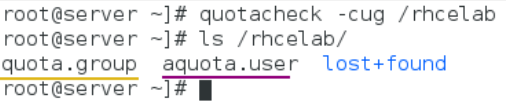 root@server ~]# quotacheck -cug /rhcelab
root@server ~]# ls /rhcelab/
quota.group aquota.user lost+found
root@server ~]#